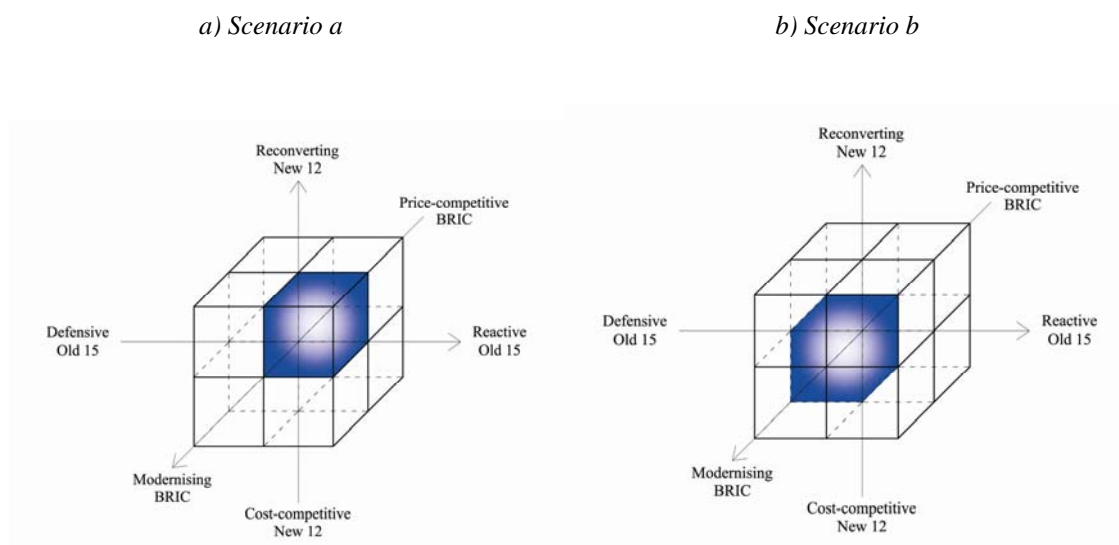 a) Scenario a
b) Scenario b
Reconverting
New 12
Price-competitive
BRIC
Defensive
Old 15
Reactive
Old 15
Modernising
BRIC
Cost-competitive
New 12
Reconverting
New 12
Price-competitive
BRIC
Defensive
Old 15
Reactive
Old 15
Modernising
BRIC
Cost-competitive
New 12